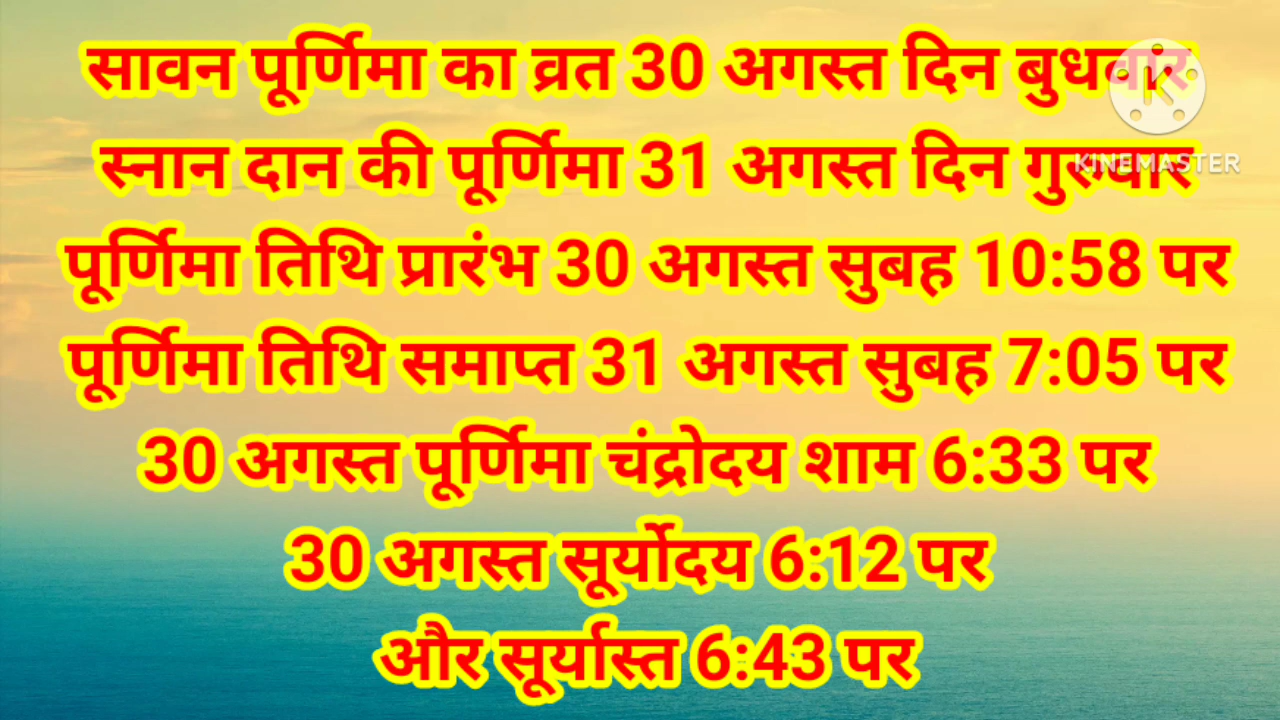 सावन पूर्णिमा का व्रत 30 अगस्त दिन बुधवार
स्नान दान की पूर्णिमा 31 अगस्त दिन गुरुवार
पूर्णिमा तिथि प्रारंभ 30 अगस्त सुबह 10:58 पर
पूर्णिमा तिथि समाप्त 31 अगस्त सुबह 7:05 पर
30 अगस्त पूर्णिमा चंद्रोदय शाम 6:33 पर
30 अगस्त सूर्योदय 6:12 पर
और सूर्यास्त 6:43 पर
K
KINEMASTER